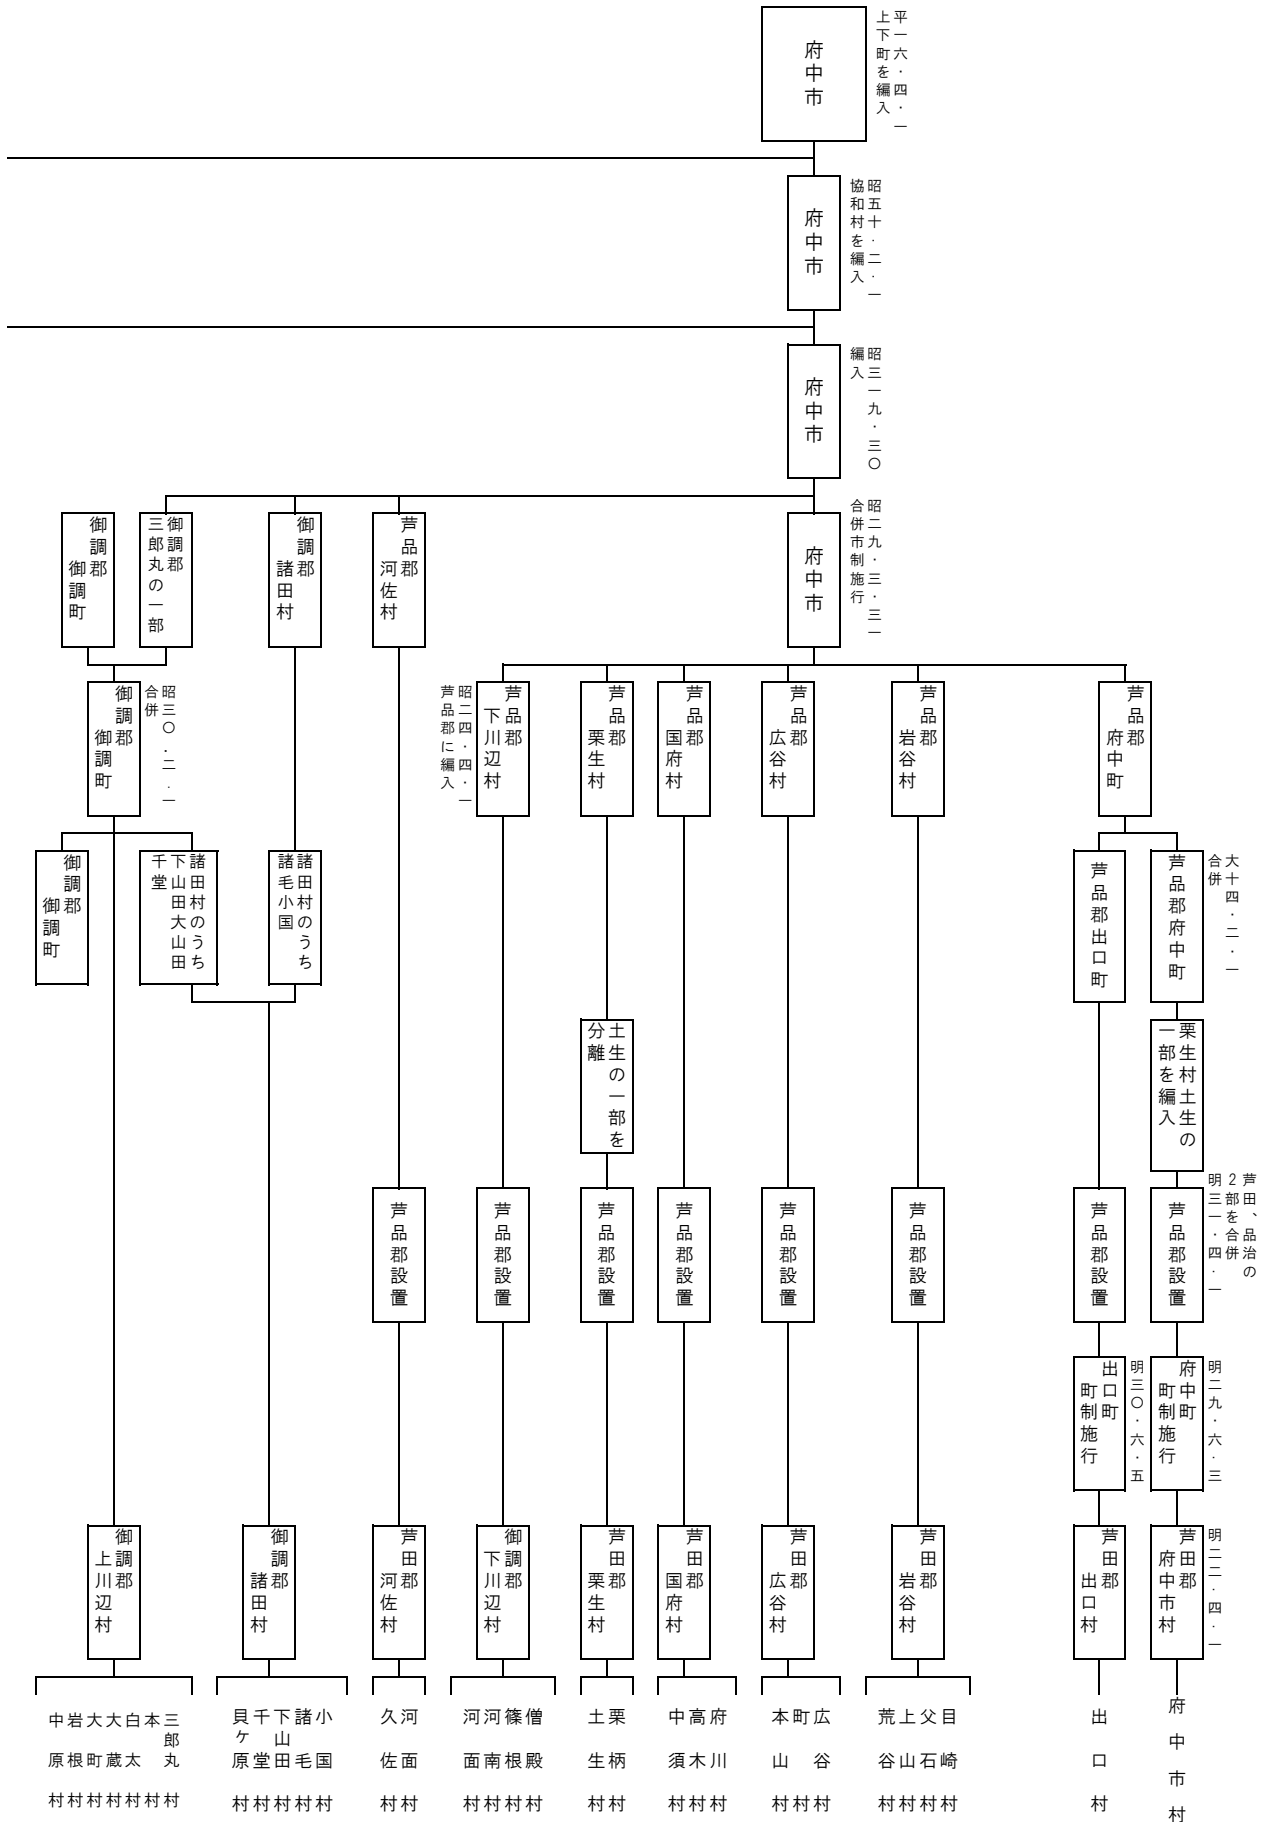 平一六・四・一
上下町を編入
府中市
昭五十・二・一
協和村を編入
府中市
昭三一九・三〇
編入
府中市
昭二九・三・三一
合併市制施行
府中市
芦品郡
河佐村
御調郡
諸田村
御調郡
三郎丸の一部
御調郡
御調町
芦品郡
府中町
芦品郡
岩谷村
芦品郡
広谷村
芦品郡
国府村
芦品郡
栗生村
芦品郡
下川辺村
昭二四・四・一
芦品郡に編入
昭三〇・二・一
合併
御調郡
御調町
大十四・二・一
合併
芦品郡府中町
芦品郡出口町
諸田村のうち
諸毛小国
諸田村のうち
下山田大山田
千堂
御調郡
御調町
栗生村土生の
一部を編入
土生の一部を
分離
芦田、品治の
2部を合併
明三一・四・一
芦品郡設置
芦品郡設置
芦品郡設置
芦品郡設置
芦品郡設置
芦品郡設置
芦品郡設置
芦品郡設置
明二九・六・三
府中町
町制施行
明三〇・六・五
出口町
町制施行
明二二・四・一
芦田郡
府中市村
芦田郡
出口村
芦田郡
岩谷村
芦田郡
広谷村
芦田郡
国府村
芦田郡
栗生村
御調郡
下川辺村
芦田郡
河佐村
御調郡
諸田村
御調郡
上川辺村
府中市村
出口村
目崎村
父石村
上山村
荒谷村
広谷村
町村
本山村
府川村
高木村
中須村
栗柄村
土生村
僧殿村
篠根村
河南村
河面村
河面村
久佐村
小国村
諸毛村
下山田村
千堂村
貝ケ原村
三郎丸村
本村
白太村
大蔵村
大町村
岩根村
中原村